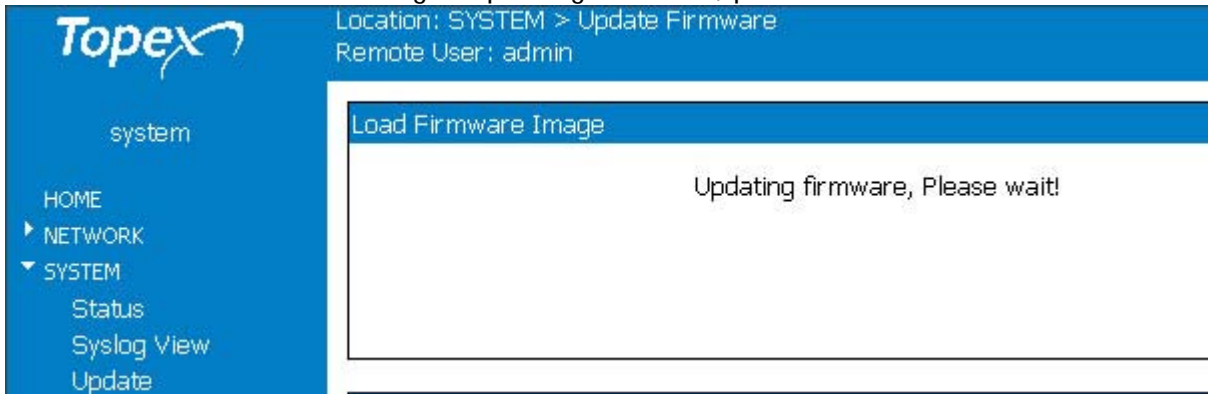 Topex
Location: SYSTEM > Update Firmware
Remote User: admin
system
HOME
NETWORK
SYSTEM
Status
Syslog View
Update
Load Firmware Image
Updating firmware, Please wait!